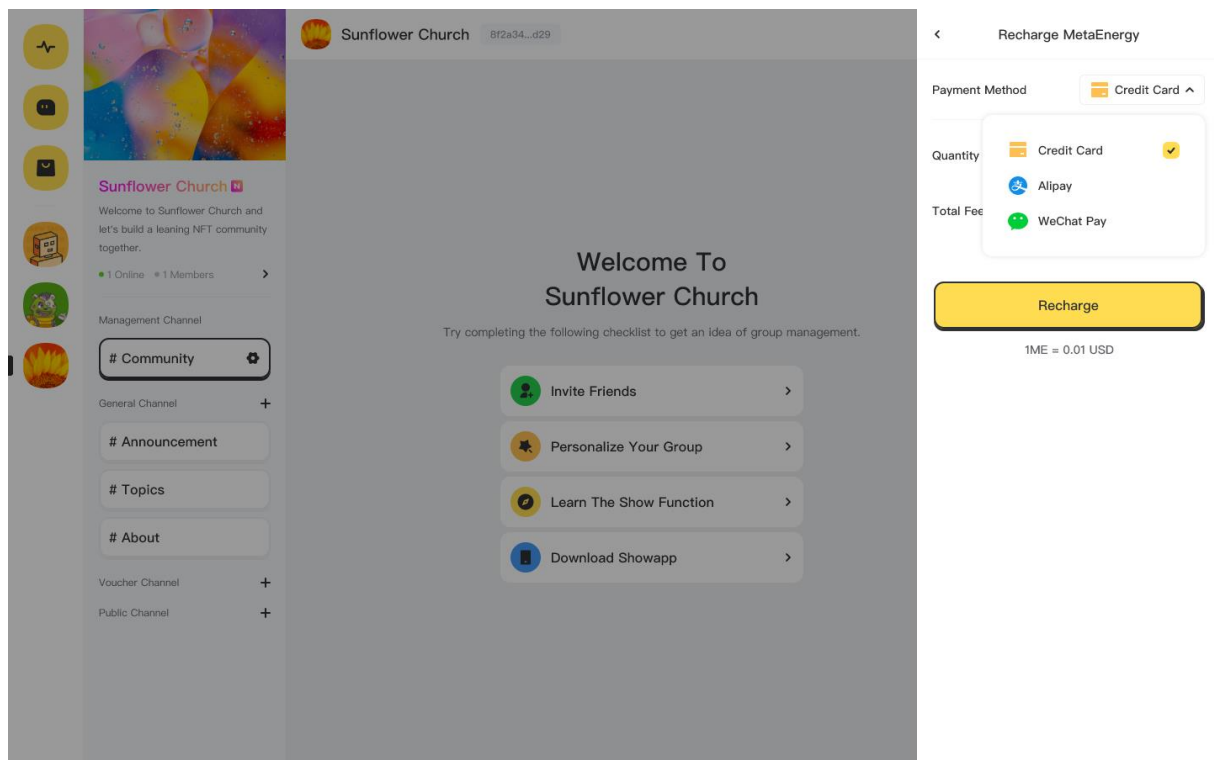 Sunflower Church
Welcome to Sunflower Church and
let's build a leaning NFT community
together.
1 Online 1 Members
Management Channel
# Community
General Channel
# Announcement
# Topics
# About
Voucher Channel
Public Channel
Sunflower Church 8f2a34...d29
Welcome To
Sunflower Church
Try completing the following checklist to get an idea of group management.
Invite Friends
Personalize Your Group
Learn The Show Function
Download Showapp
Recharge MetaEnergy
Payment Method Credit Card
Credit Card
Quantity
Alipay
Total Fee
WeChat Pay
Recharge
1ME = 0.01 USD